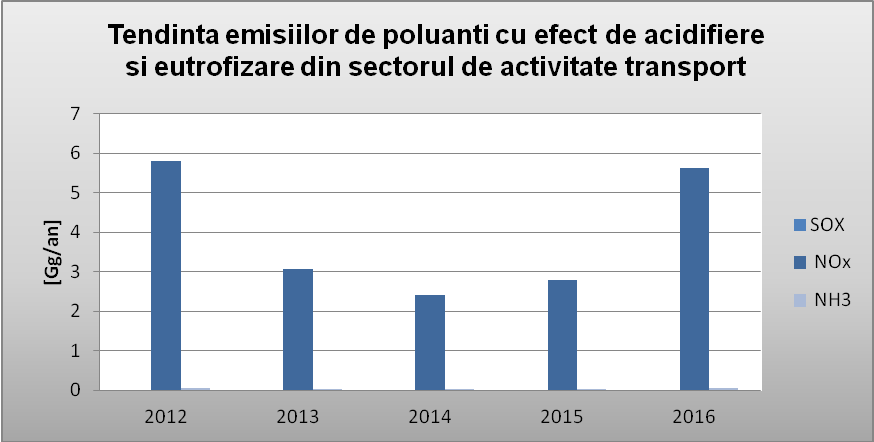 Tendinta emisiilor de poluanti cu efect de acidifiere
si eutrofizare din sectorul de activitate transport
[Gg/an]
7
6
5
4
3
2
1
0
2012 2013 2014 2015 2016
SOX
NOx
NH3